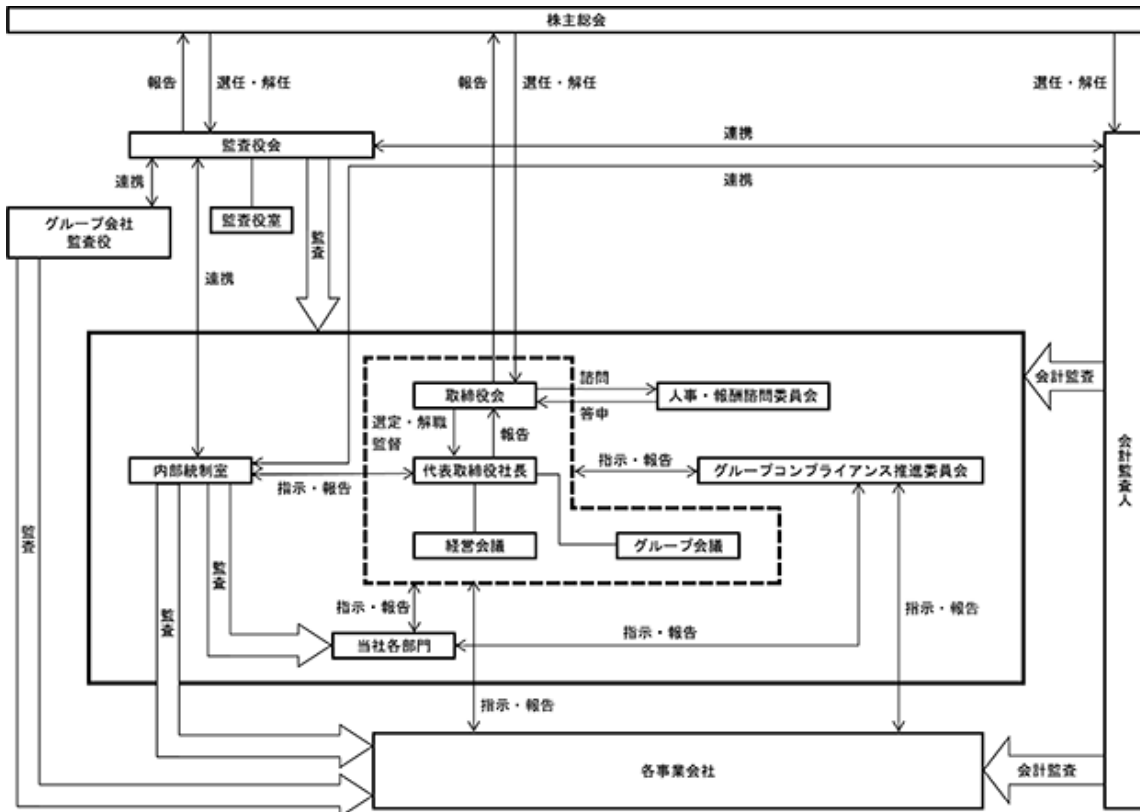 株主総会
報告
選任・解任
報告
選任・解任
選任・解任
監査役会
連携
連携
連携
グループ会社
監査役
監査役室
監査
連携
会計監査
諮問
取締役会
人事・報酬諮問委員会
答申
選定・解職
監督
報告
内部統制室
指示・報告
代表取締役社長
指示・報告
グループコンプライアンス推進委員会
会計監査人
経営会議
グループ会議
監査
監査
監査
指示・報告
当社各部門
指示・報告
指示・報告
指示・報告
各事業会社
会計監査